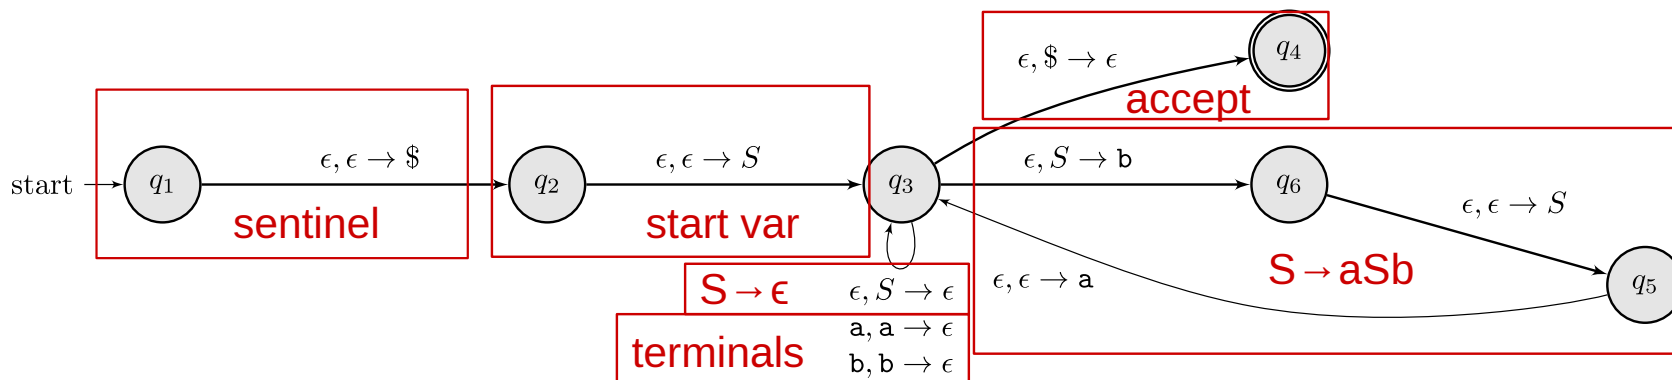 q4
ϵ, $ → ϵ
accept
ϵ, ϵ → $
ϵ, ϵ → S
ϵ, S → b
start
q1
q2
q3
q6
ϵ, ϵ → S
sentinel
start var
S→aSb
ϵ, ϵ → a
q5
S→ϵ
ϵ, S → ϵ
terminals
a, a → ϵ
b, b → ϵ